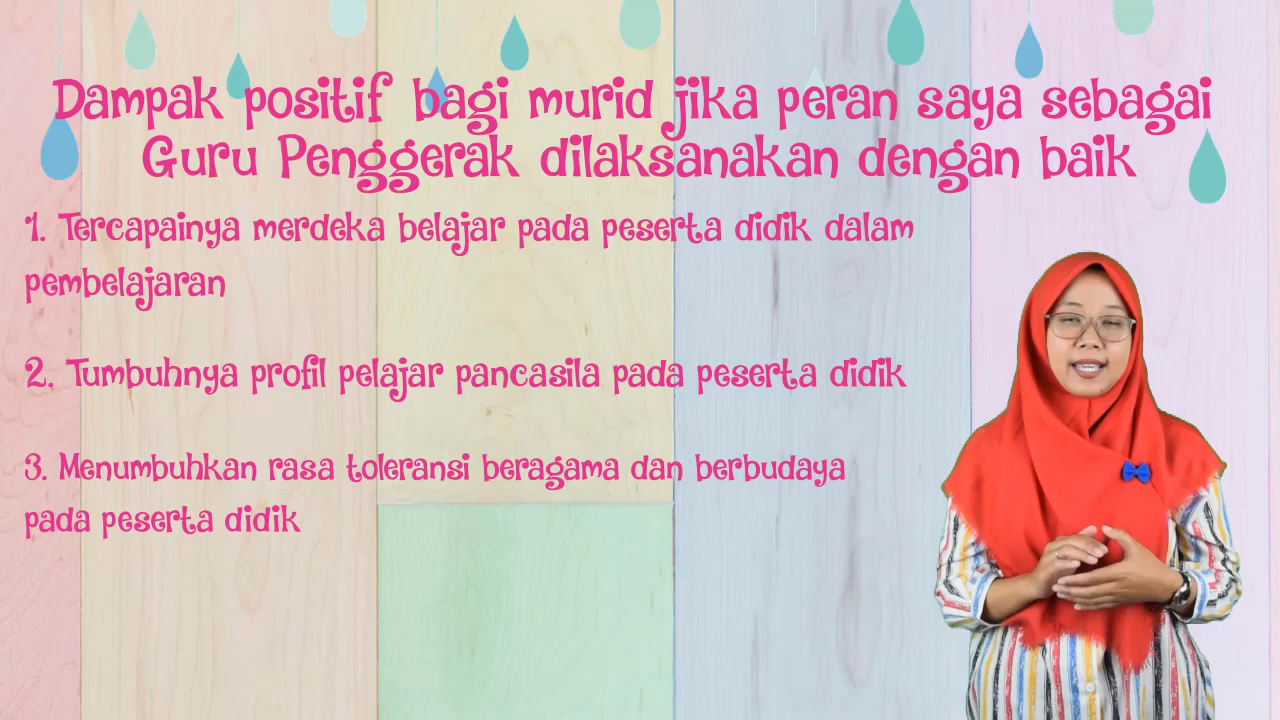 Dampak positif bagi murid jika peran saya sebagai
Guru Penggerak dilaksanakan dengan baik
1. Tercapainya merdeka belajar pada peserta didik dalam
pembelajaran
2. Tumbuhnya profil pelajar pancasila pada peserta didik
3. Menumbuhkan rasa toleransi beragama dan berbudaya
pada peserta didik